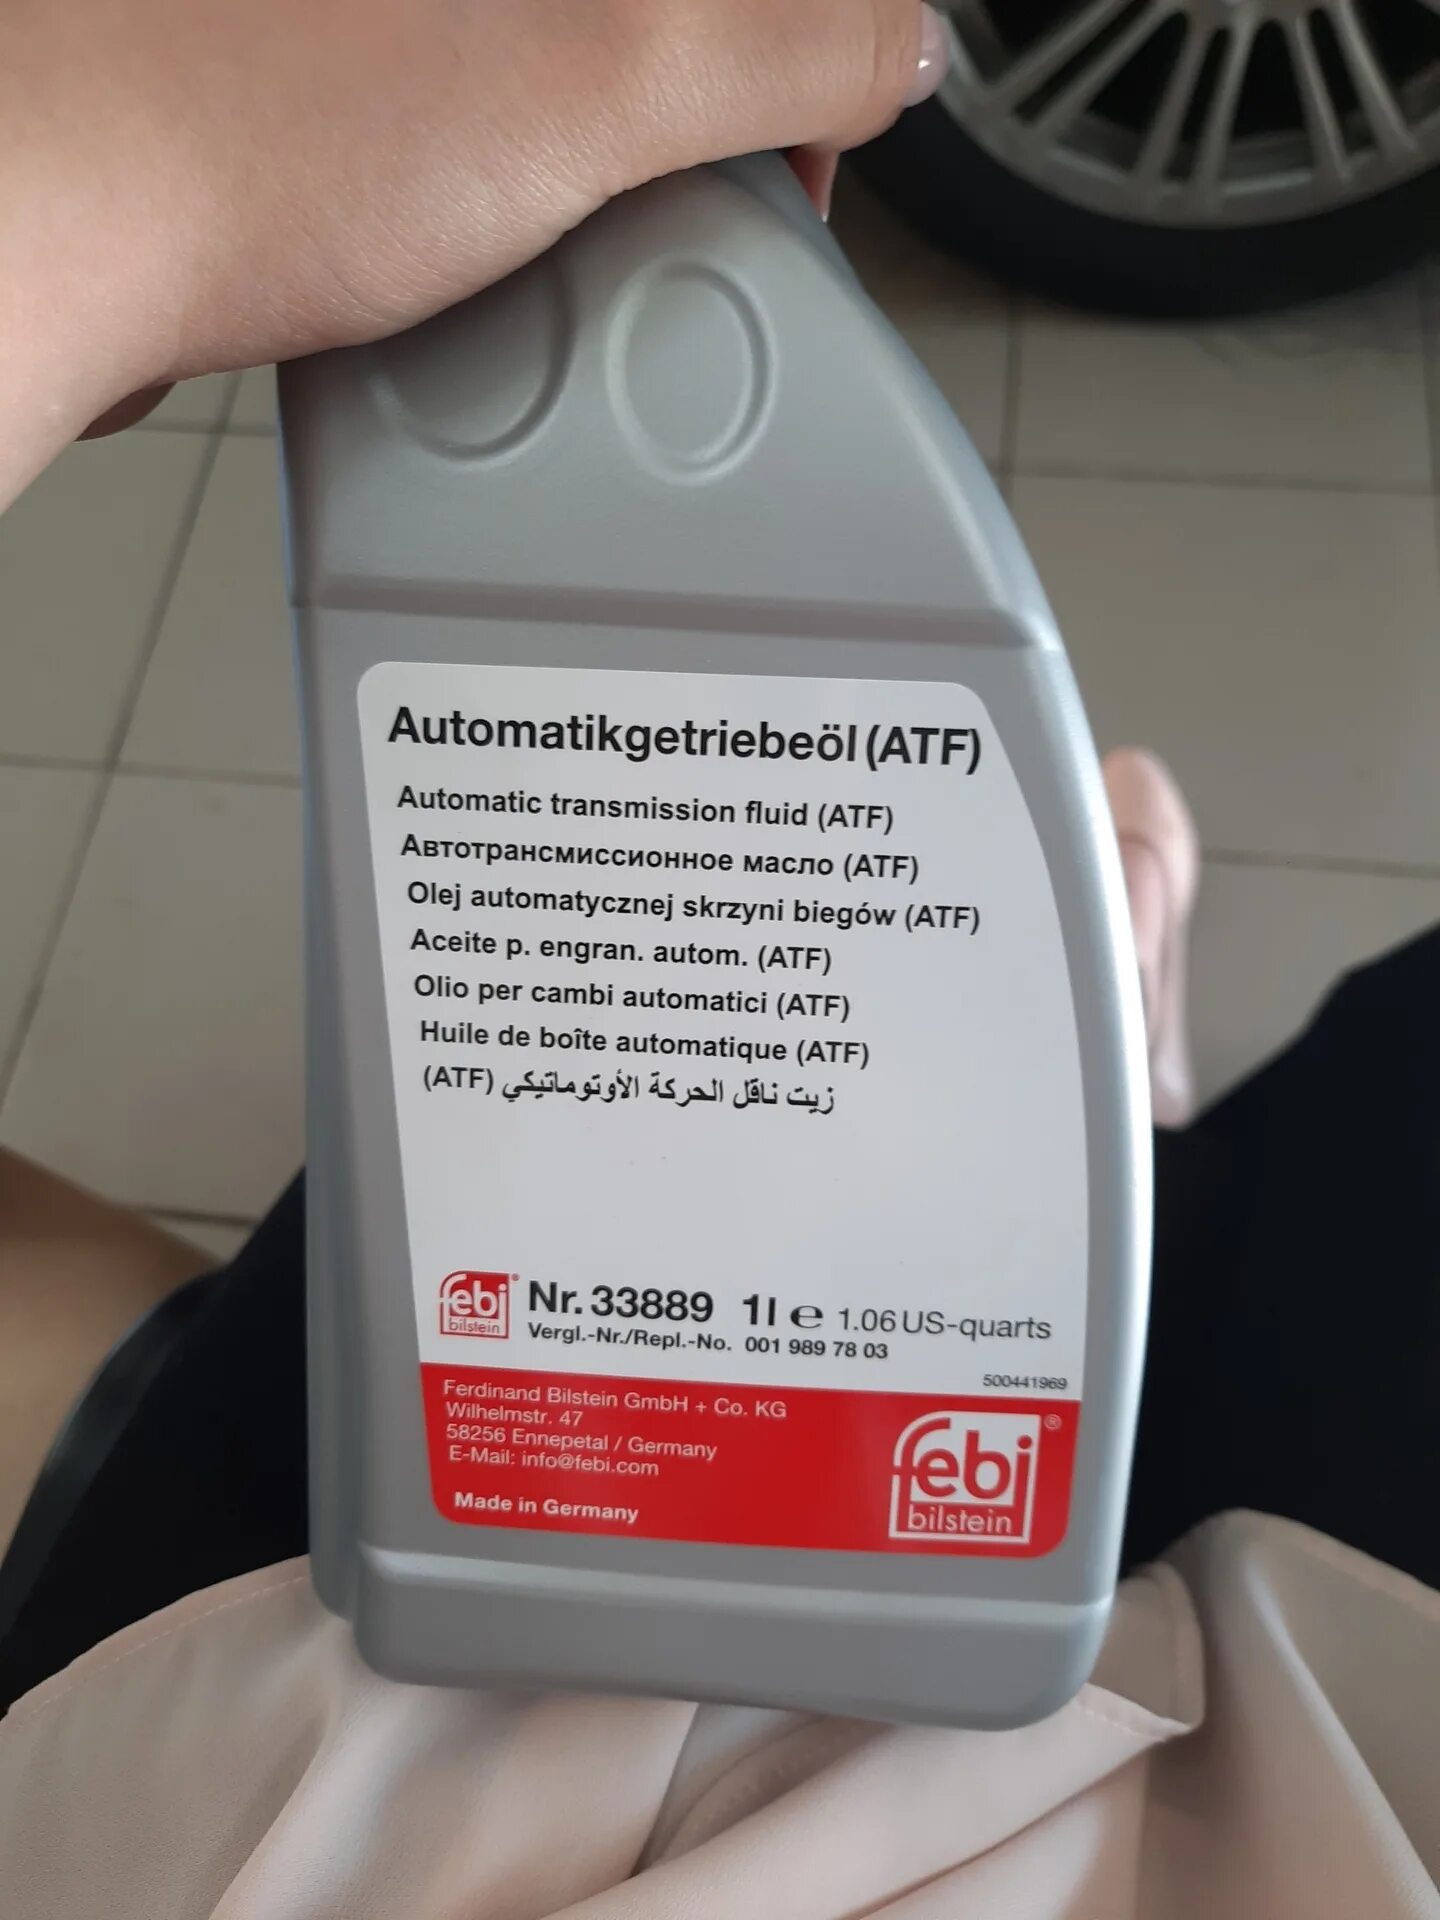 Automatikgetriebeöl (ATF)
Automatic transmission fluid (ATF)
Автотрансмиссионное масло (ATF)
Olej automatycznej skrzyni biegów (ATF)
Aceite p. engran. autom. (ATF)
Olio per cambi automatici (ATF)
Huile de boîte automatique (ATF)
زيت ناقل الحركة الأوتوماتيكي (ATF)
febi® bilstein Nr. 33889 1l ℮ 1.06 US-quarts
Vergl.-Nr./Repl.-No. 001 989 78 03
500441969
Ferdinand Bilstein GmbH + Co. KG
Wilhelmstr. 47
58256 Ennepetal / Germany
E-Mail: info@febi.com
Made in Germany
febi®
bilstein